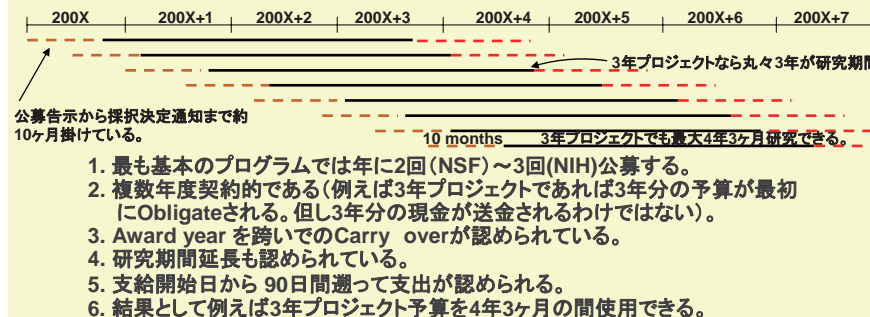 200X 200X+1 200X+2 200X+3 200X+4 200X+5 200X+6 200X+7
3年プロジェクトなら丸々3年が研究期間
公募告示から採択決定通知まで約
10ヶ月掛けている。
10 months 3年プロジェクトでも最大4年3ヶ月研究できる。
1. 最も基本のプログラムでは年に2回(NSF)～3回(NIH)公募する。
2. 複数年度契約的である(例えば3年プロジェクトであれば3年分の予算が最初
にObligateされる。但し3年分の現金が送金されるわけではない)。
3. Award year を跨いでのCarry overが認められている。
4. 研究期間延長も認められている。
5. 支給開始日から 90日間遡って支出が認められる。
6. 結果として例えば3年プロジェクト予算を4年3ヶ月の間使用できる。